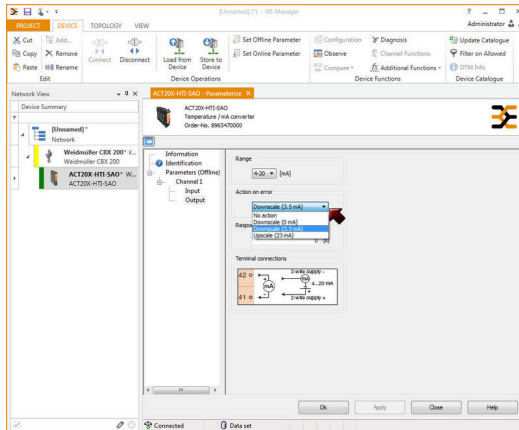 [Unnamed] (*) - WI-Manager
PROJECT DEVICE TOPOLOGY VIEW
Administrator
Cut
Copy
Paste
Add...
Remove
Rename
Edit
Connect
Disconnect
Load from Device
Store to Device
Set Offline Parameter
Set Online Parameter
Device Operations
Configuration
Observe
Compare
Diagnosis
Channel Functions
Additional Functions
Device Functions
Update Catalogue
Filter on Allowed
DTM Info
Device Catalogue
Network View
Device Summary
[Unnamed]*
Network
Weidmüller CBX 200*
Weidmüller CBX 200
ACT20X-HTI-SAO* W...
ACT20X-HTI-SAO
ACT20X-HTI-SAO - Parameterize
ACT20X-HTI-SAO
Temperature / mA converter
Order-No. 8965470000
Information
Identification
Parameters (Offline)
Channel 1
Input
Output
Range
4-20 [mA]
Action on error
Downscale (3.5 mA)
No action
Downscale (0 mA)
Downscale (3.5 mA)
Upscale (23 mA)
Respo
0 [s]
Terminal connections
42
41
mA
2-wire supply -
mA
4...20 mA
2-wire supply +
Ok Apply Close Help
Connected Data set